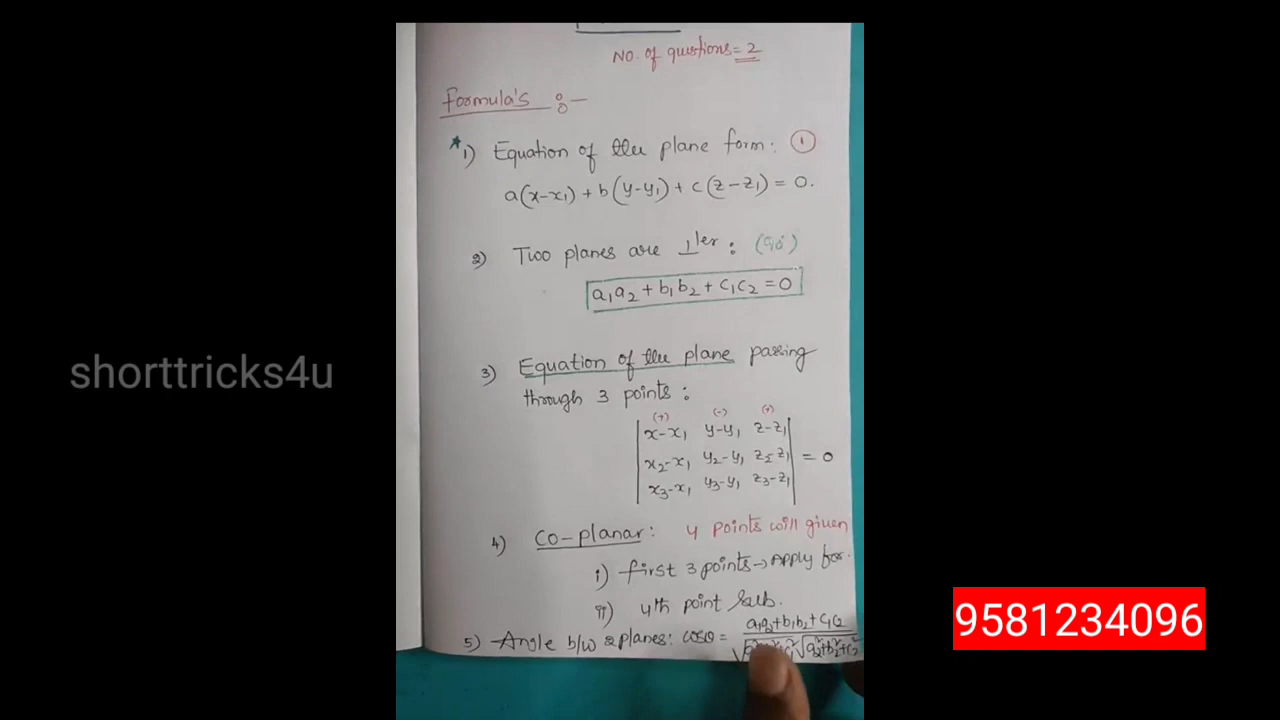 No. of questions = 2
Formula's :-
*1) Equation of the plane form: ①
a(x-x₁) + b(y-y₁) + c(z-z₁) = 0.
2) Two planes are ⊥ler : (90°)
a₁a₂ + b₁b₂ + c₁c₂ = 0
3) Equation of the plane passing
through 3 points :
(+) (-) (+)
| x-x₁ y-y₁ z-z₁ |
| x₂-x₁ y₂-y₁ z₂-z₁ | = 0
| x₃-x₁ y₃-y₁ z₃-z₁ |
4) Co-planar: 4 points will given
i) first 3 points → Apply for.
ii) 4th point sub.
5) Angle b/w 2 planes: cosθ = a₁a₂+b₁b₂+c₁c₂
√ c₁² √a₂²+b₂²+c₂²
shorttricks4u
9581234096